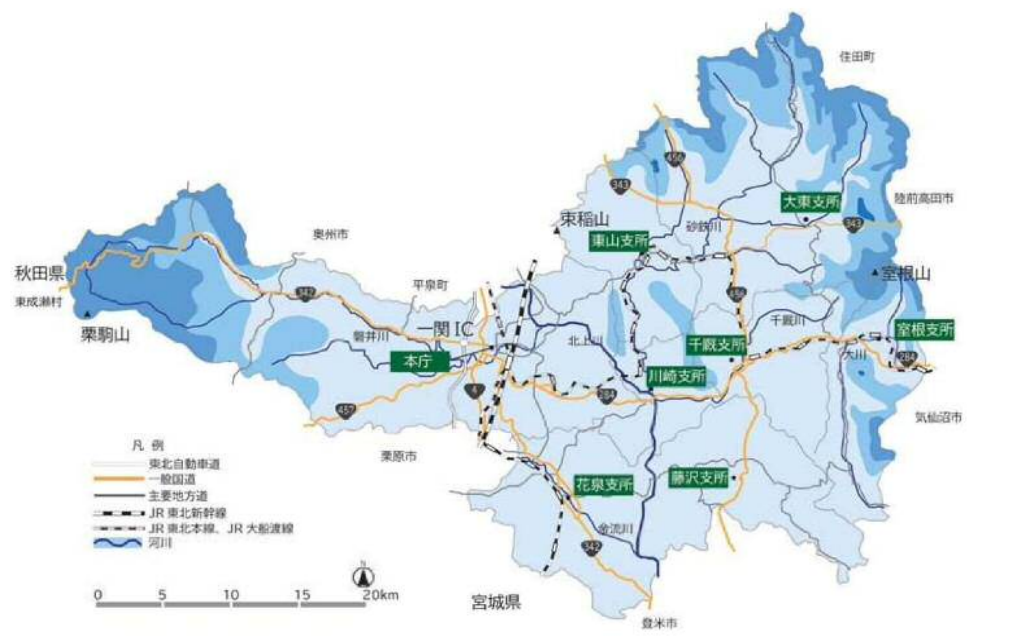 住田町
456
343
大東支所
陸前高田市
343
束稲山
砂鉄川
奥州市
東山支所
秋田県
室根山
東成瀬村
平泉町
342
456
栗駒山
一関IC
千厩川
室根支所
磐井川
北上川
千厩支所
大川
本庁
284
川崎支所
4
284
457
気仙沼市
凡 例
栗原市
東北自動車道
一般国道
花泉支所
藤沢支所
主要地方道
JR 東北新幹線
JR 東北本線、JR 大船渡線
金流川
河川
342
N
0 5 10 15 20km
宮城県
登米市